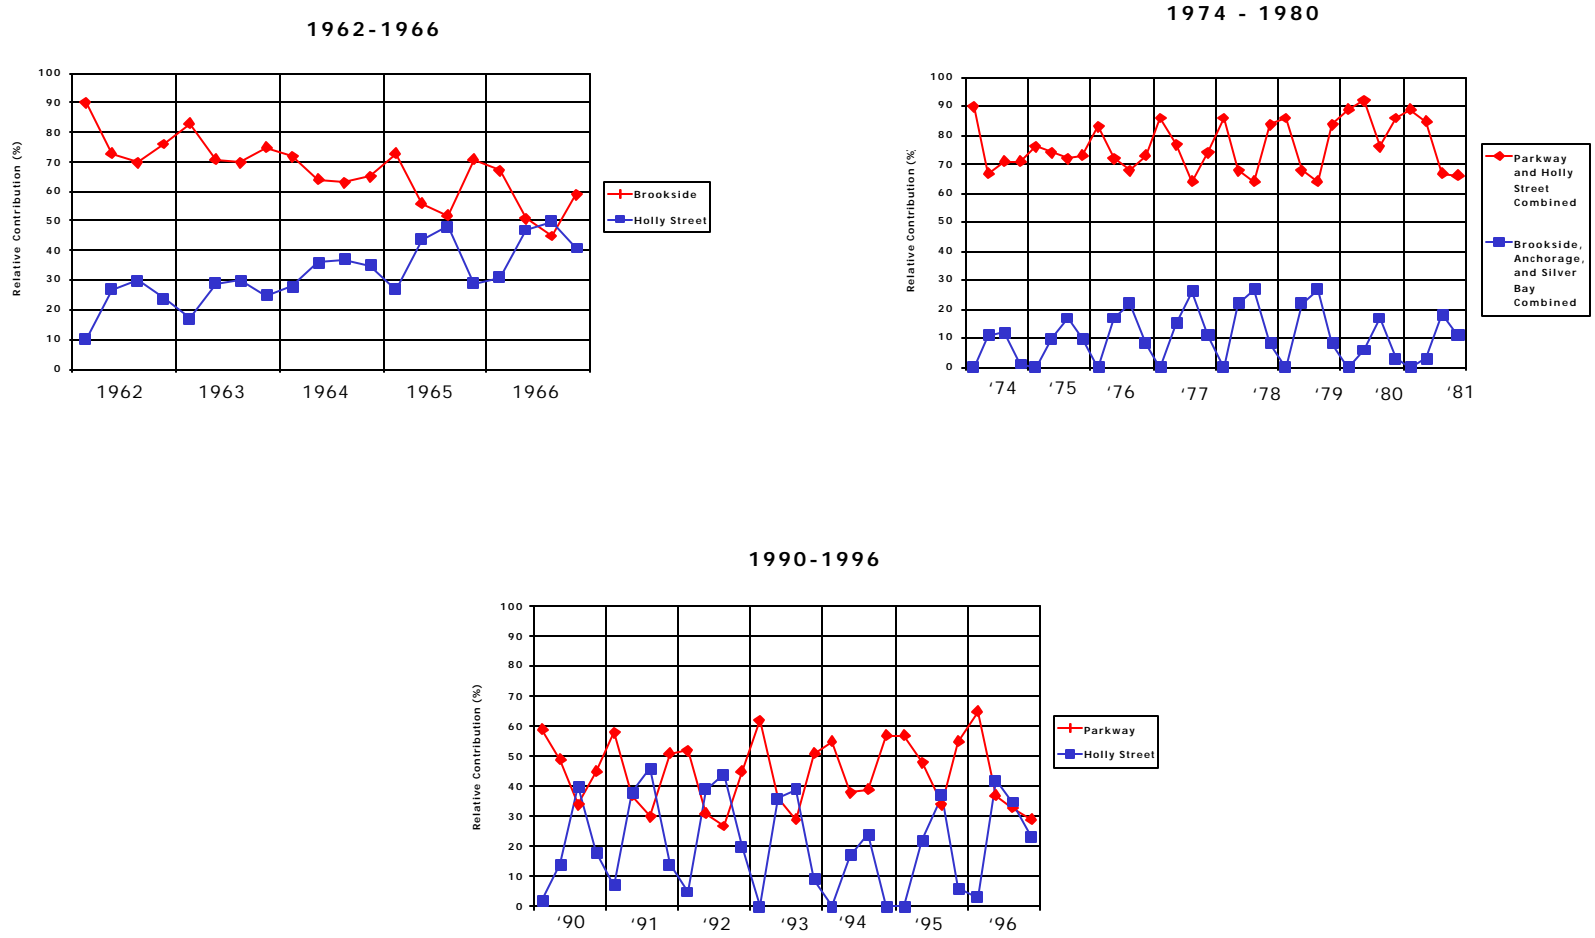 1962-1966
100
90
80
70
60
50
40
30
20
10
0
Relative Contribution (%)
1962 1963 1964 1965 1966
Brookside
Holly Street
1974 - 1980
100
90
80
70
60
50
40
30
20
10
0
Relative Contribution (%)
‘74 ‘75 ‘76 ‘77 ‘78 ‘79 ‘80 ‘81
Parkway
and Holly
Street
Combined
Brookside,
Anchorage,
and Silver
Bay
Combined
1990-1996
100
90
80
70
60
50
40
30
20
10
0
Relative Contribution (%)
‘90 ‘91 ‘92 ‘93 ‘94 ‘95 ‘96
Parkway
Holly Street